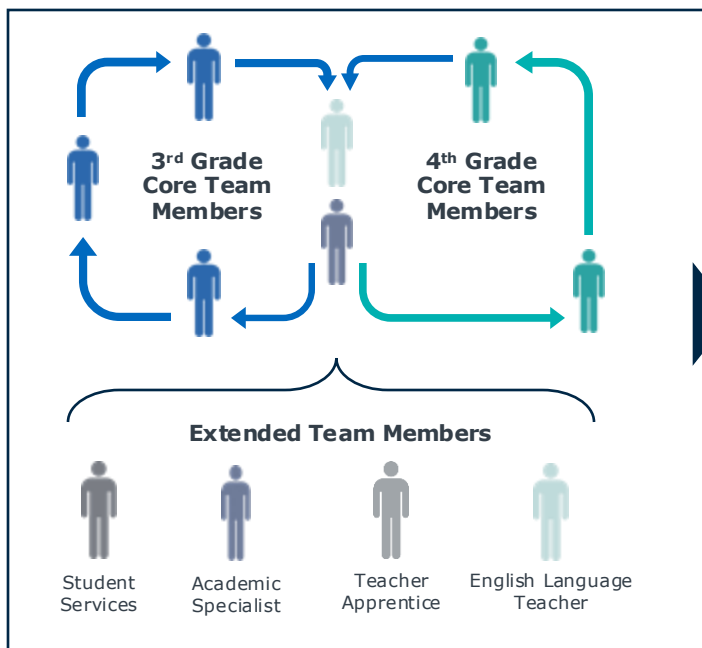 3rd Grade
Core Team
Members
4th Grade
Core Team
Members
Extended Team Members
Student
Services
Academic
Specialist
Teacher
Apprentice
English Language
Teacher